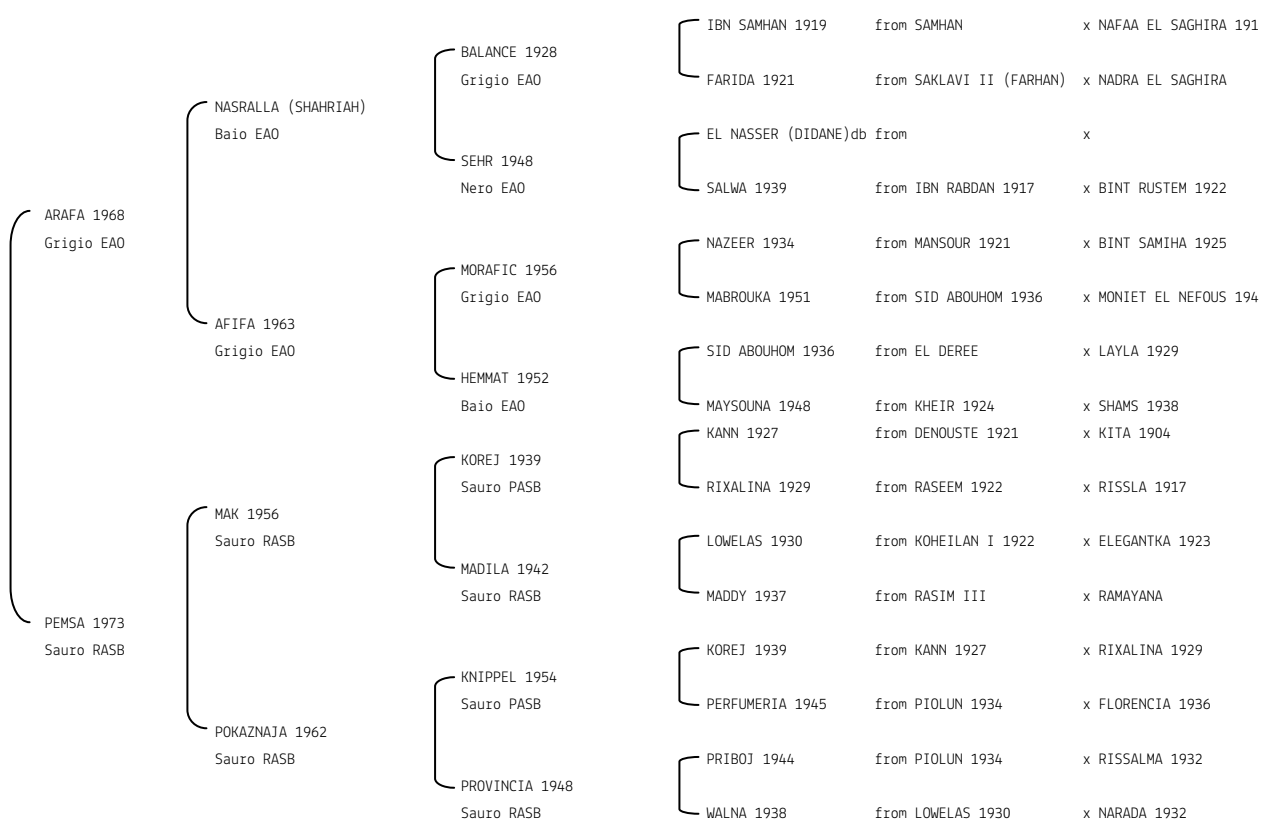 IBN SAMHAN 1919 from SAMHAN x NAFAA EL SAGHIRA 191
BALANCE 1928
Grigio EAO FARIDA 1921 from SAKLAVI II (FARHAN) x NADRA EL SAGHIRA
NASRALLA (SHAHRIAH)
Baio EAO EL NASSER (DIDANE)db from x
SEHR 1948
Nero EAO SALWA 1939 from IBN RABDAN 1917 x BINT RUSTEM 1922
ARAFA 1968
Grigio EAO NAZEER 1934 from MANSOUR 1921 x BINT SAMIHA 1925
MORAFIC 1956
Grigio EAO MABROUKA 1951 from SID ABOUHOM 1936 x MONIET EL NEFOUS 194
AFIFA 1963
Grigio EAO SID ABOUHOM 1936 from EL DEREE x LAYLA 1929
HEMMAT 1952
Baio EAO MAYSOUNA 1948 from KHEIR 1924 x SHAMS 1938
KANN 1927 from DENOUSTE 1921 x KITA 1904
KOREJ 1939
Sauro PASB RIXALINA 1929 from RASEEM 1922 x RISSLA 1917
MAK 1956
Sauro RASB LOWELAS 1930 from KOHEILAN I 1922 x ELEGANTKA 1923
MADILA 1942
Sauro RASB MADDY 1937 from RASIM III x RAMAYANA
PEMSA 1973
Sauro RASB KOREJ 1939 from KANN 1927 x RIXALINA 1929
KNIPPEL 1954
Sauro PASB PERFUMERIA 1945 from PIOLUN 1934 x FLORENCIA 1936
POKAZNAJA 1962
Sauro RASB PRIBOJ 1944 from PIOLUN 1934 x RISSALMA 1932
PROVINCIA 1948
Sauro RASB WALNA 1938 from LOWELAS 1930 x NARADA 1932